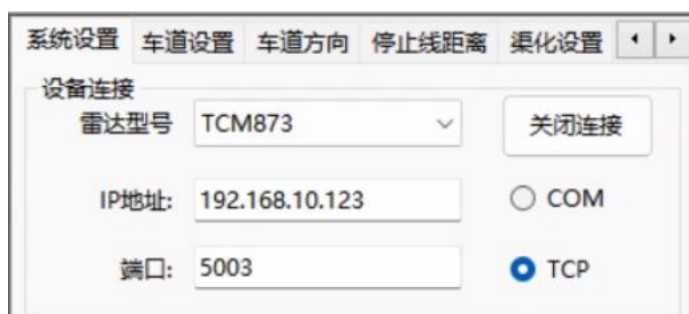 系统设置 车道设置 车道方向 停止线距离 渠化设置
设备连接
雷达型号 TCM873 关闭连接
IP地址: 192.168.10.123 COM
端口: 5003 TCP